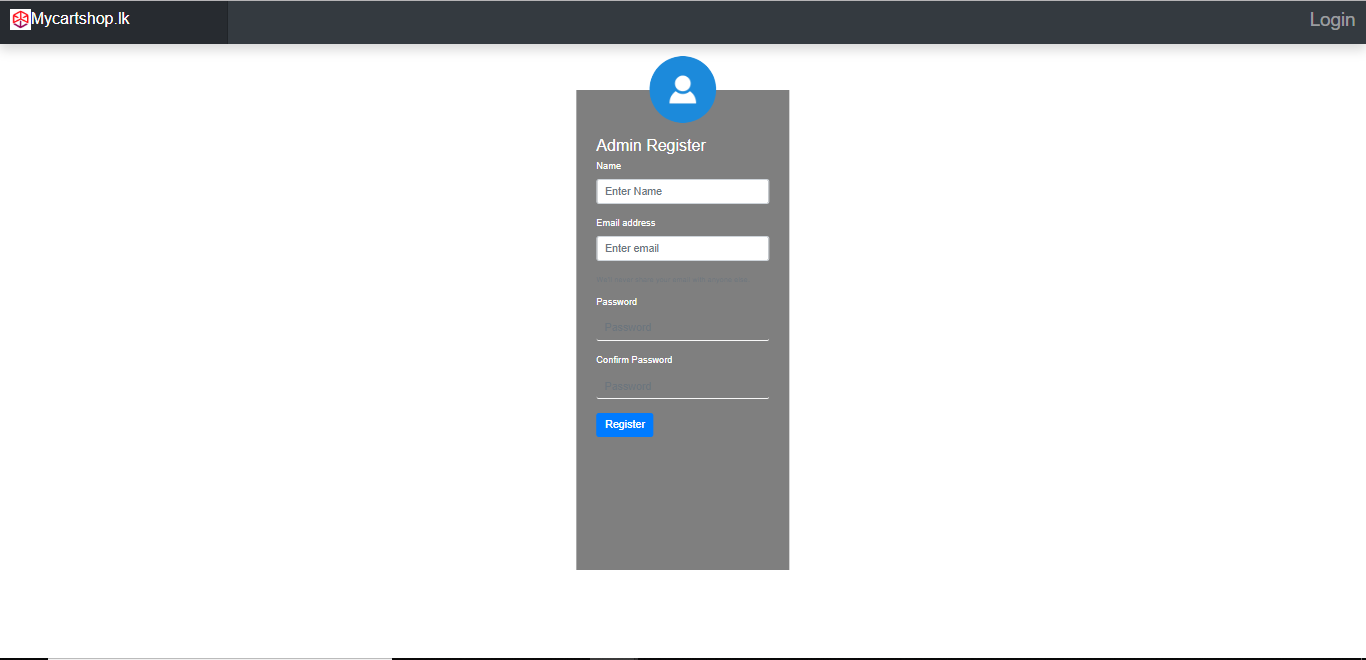 Mycartshop.lk
Login
Admin Register
Name
Enter Name
Email address
Enter email
Password
Password
Confirm Password
Password
Register